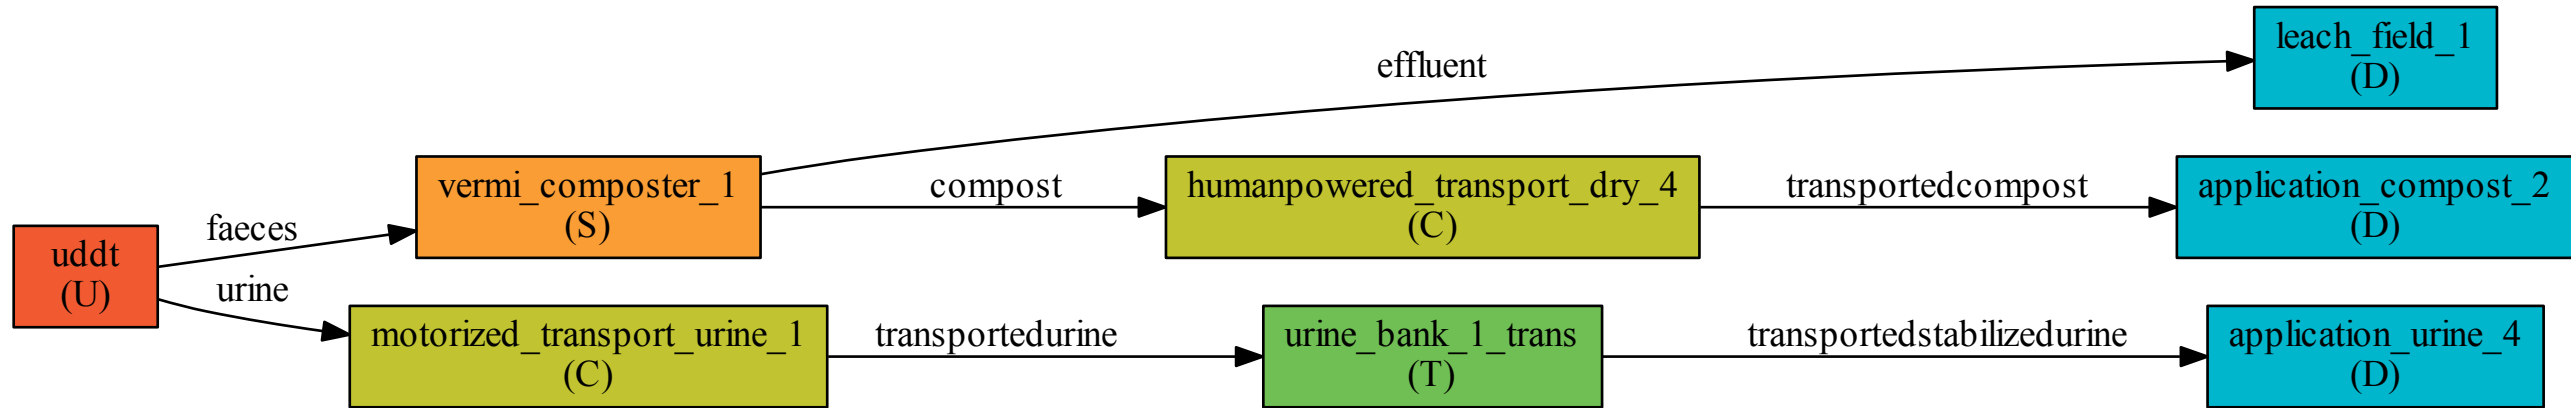 uddt
(U)
faeces
urine
vermi_composter_1
(S)
motorized_transport_urine_1
(C)
effluent
compost
transportedurine
humanpowered_transport_dry_4
(C)
urine_bank_1_trans
(T)
transportedcompost
transportedstabilizedurine
leach_field_1
(D)
application_compost_2
(D)
application_urine_4
(D)